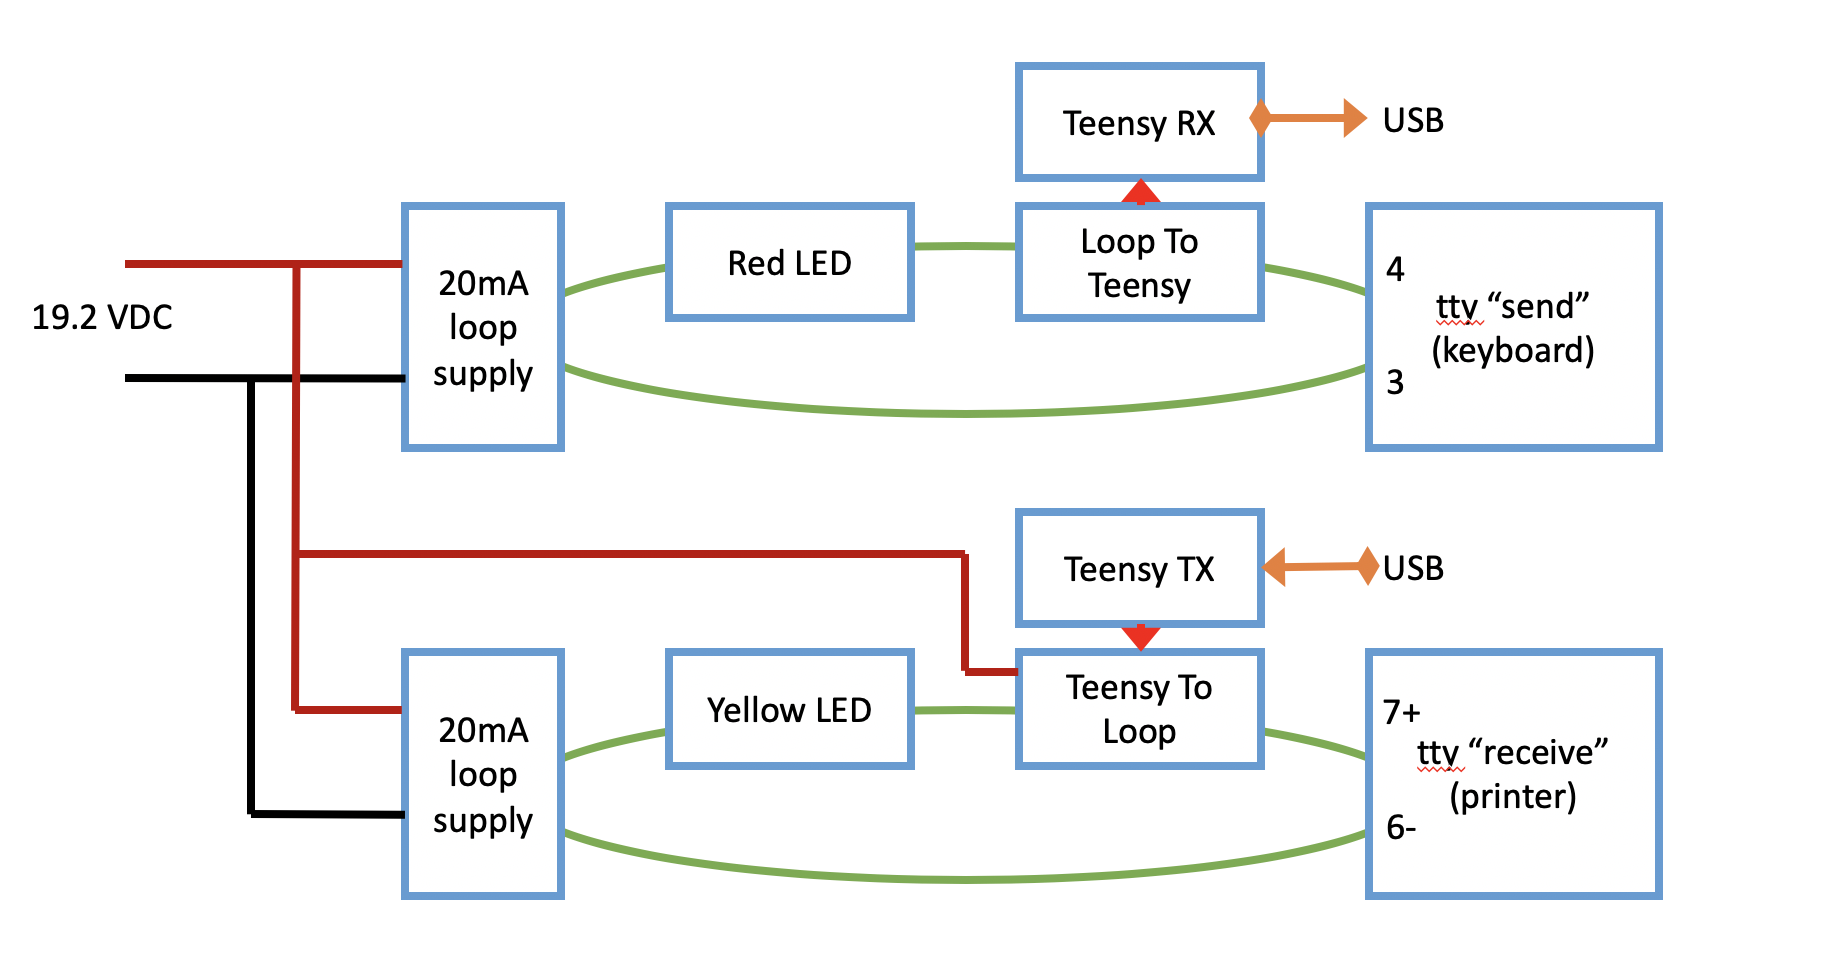 Teensy RX
USB
19.2 VDC
20mA
loop
supply
Red LED
Loop To
Teensy
4
3
tty “send”
(keyboard)
Teensy TX
USB
20mA
loop
supply
Yellow LED
Teensy To
Loop
7+
tty “receive”
(printer)
6-